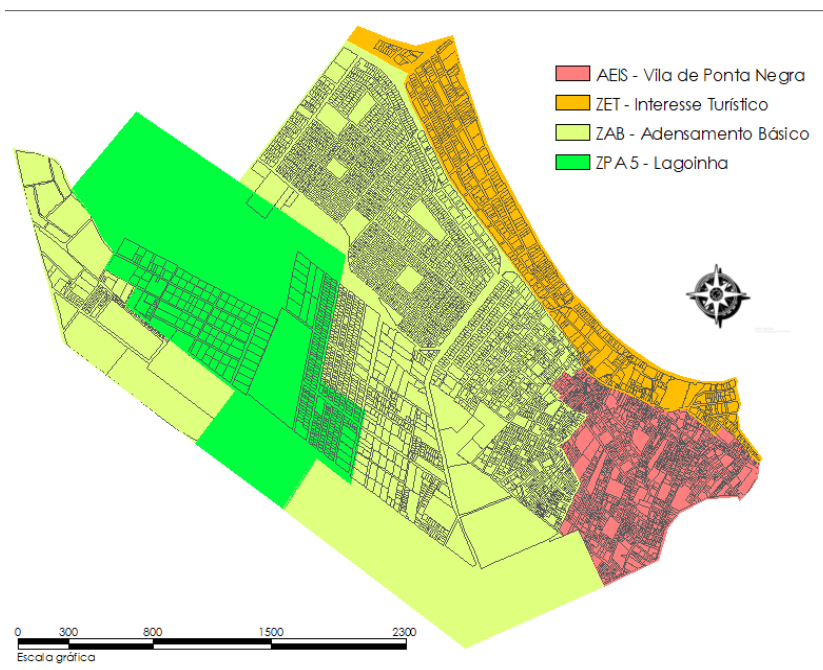 AEIS - Vila de Ponta Negra
ZET - Interesse Turístico
ZAB - Adensamento Básico
ZPA 5 - Lagoinha
0 300 800 1500 2300
Escala gráfica